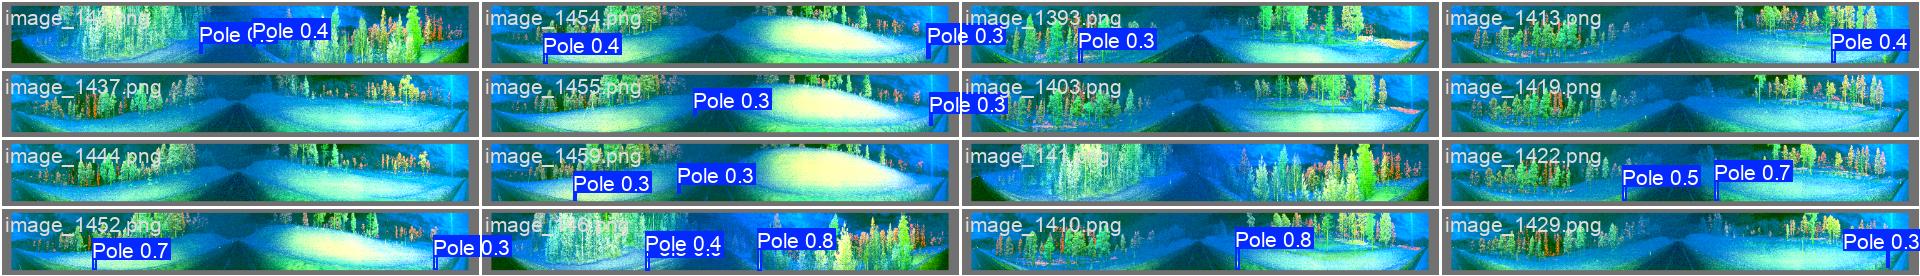 Pole 0.4
image_1454.png
Pole 0.4
Pole 0.3
image_1393.png
Pole 0.3
image_1413.png
Pole 0.4
image_1437.png
image_1455.png
Pole 0.3
Pole 0.3
image_1403.png
image_1419.png
image_1444.png
image_1459.png
Pole 0.3
Pole 0.3
image_1422.png
Pole 0.5
Pole 0.7
image_1452.png
Pole 0.7
Pole 0.3
Pole 0.4
Pole 0.8
image_1410.png
Pole 0.8
image_1429.png
Pole 0.3